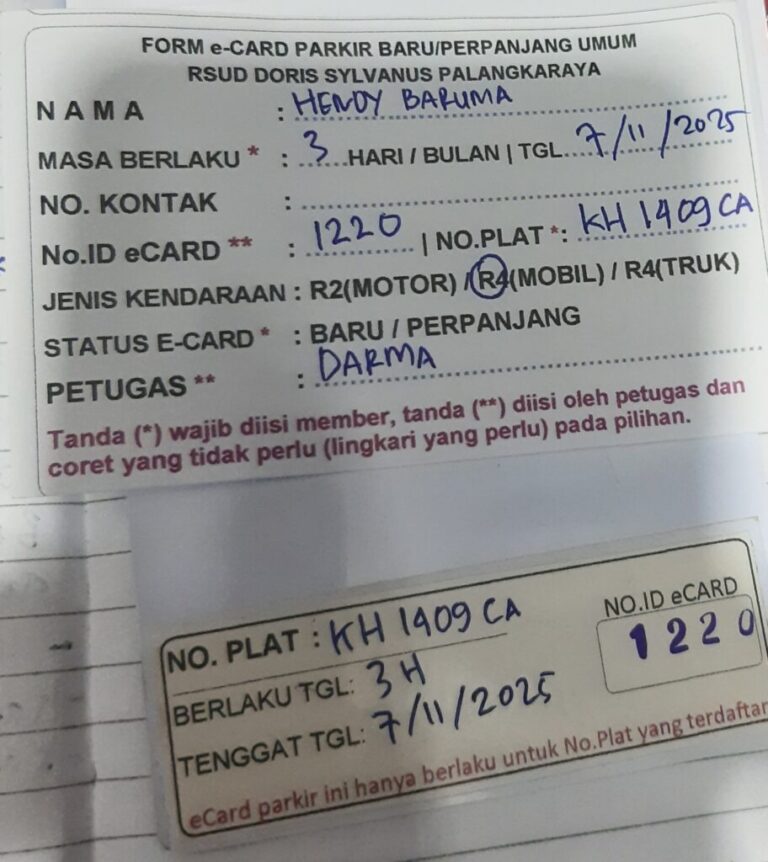 FORM e-CARD PARKIR BARU/PERPANJANG UMUM
RSUD DORIS SYLVANUS PALANGKARAYA
NAMA : HENDY BARUMA
MASA BERLAKU * : 3 HARI / BULAN | TGL 7/11/2025
NO. KONTAK :
No.ID eCARD ** : 1220 | NO.PLAT *: KH 1409 CA
JENIS KENDARAAN : R2(MOTOR) / R4(MOBIL) / R4(TRUK)
STATUS E-CARD * : BARU / PERPANJANG
PETUGAS ** : DARMA
Tanda (*) wajib diisi member, tanda (**) diisi oleh petugas dan
coret yang tidak perlu (lingkari yang perlu) pada pilihan.
NO. PLAT : KH 1409 CA
NO.ID eCARD
1220
BERLAKU TGL: 3 H
TENGGAT TGL: 7/11/2025
eCard parkir ini hanya berlaku untuk No.Plat yang terdaftar